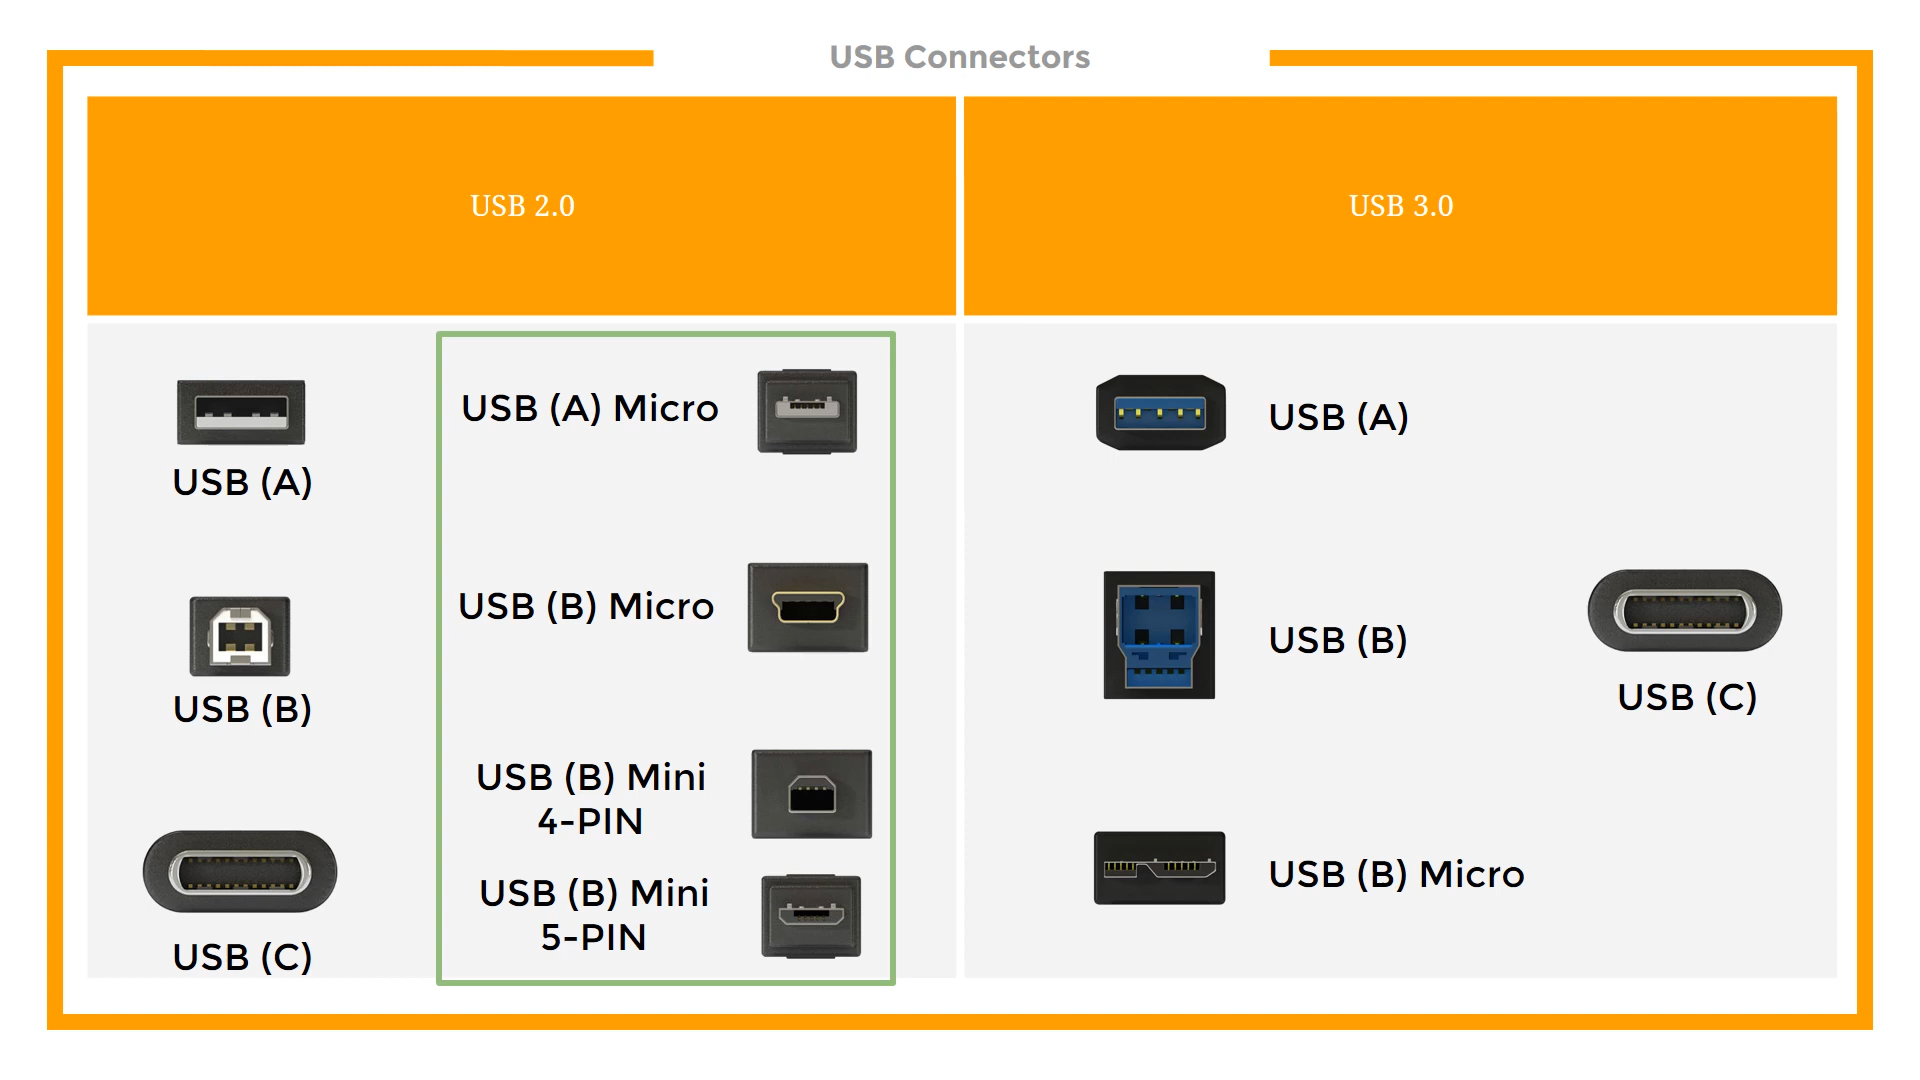 USB Connectors
USB 2.0
USB 3.0
USB (A)
USB (B)
USB (C)
USB (A) Micro
USB (B) Micro
USB (B) Mini
4-PIN
USB (B) Mini
5-PIN
USB (A)
USB (B)
USB (B) Micro
USB (C)